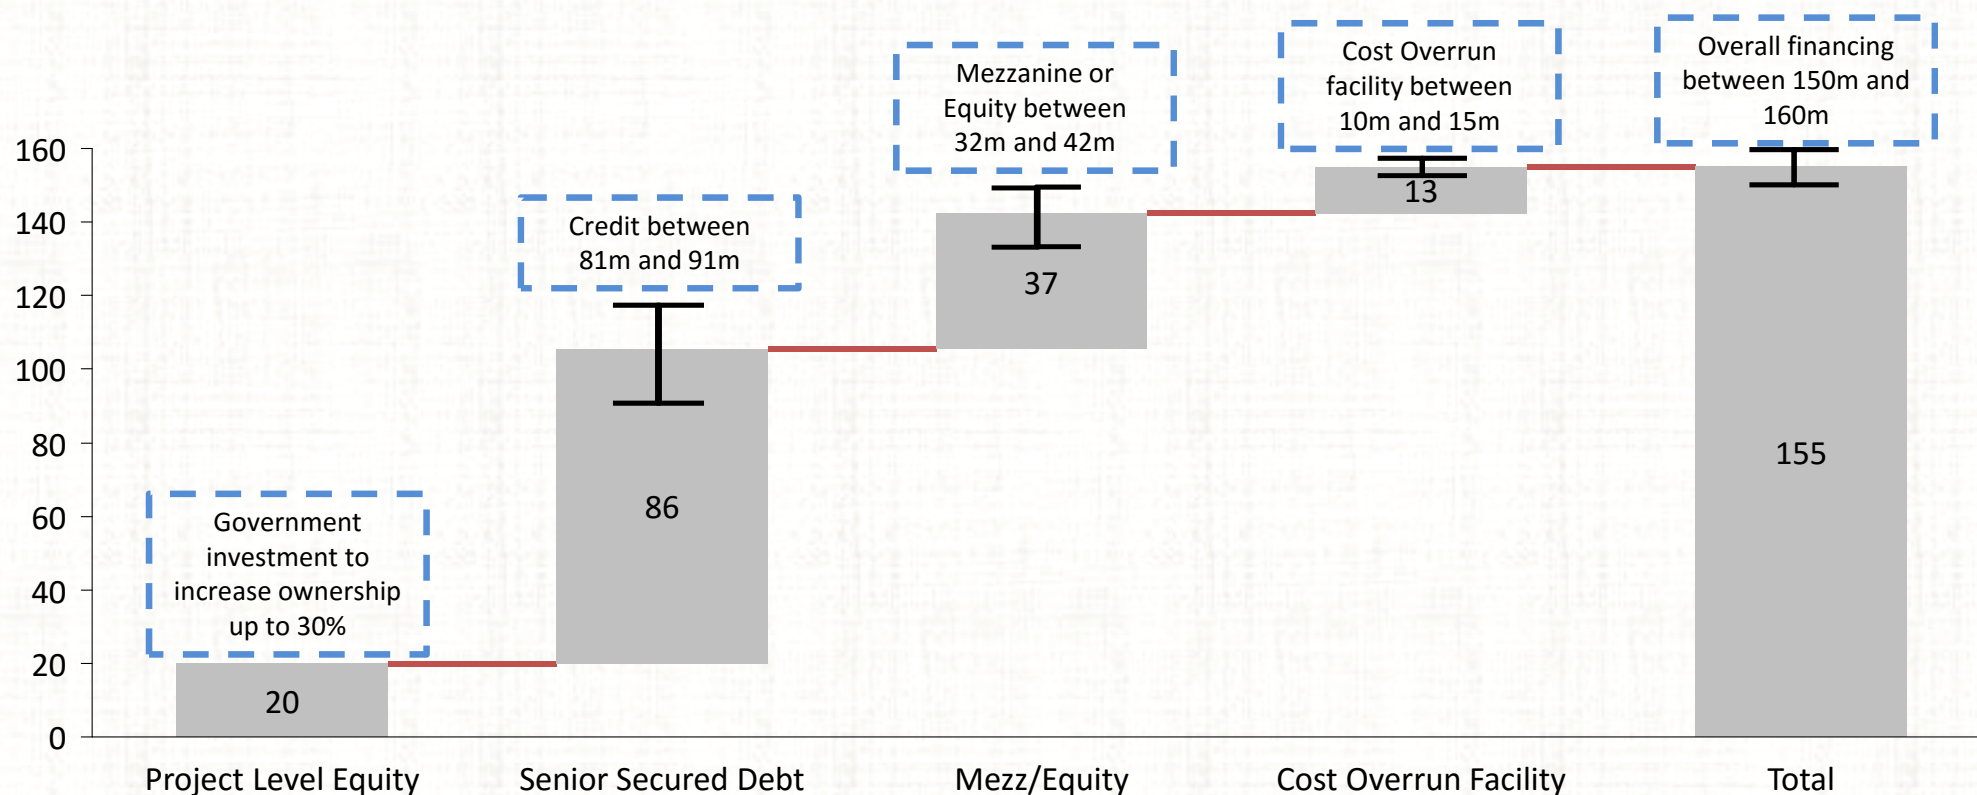 Cost Overrun
facility between
10m and 15m
Overall financing
between 150m and
160m
Mezzanine or
Equity between
32m and 42m
Credit between
81m and 91m
Government
investment to
increase ownership
up to 30%
160
140
120
100
80
60
40
20
0
20
86
37
13
155
Project Level Equity
Senior Secured Debt
Mezz/Equity
Cost Overrun Facility
Total